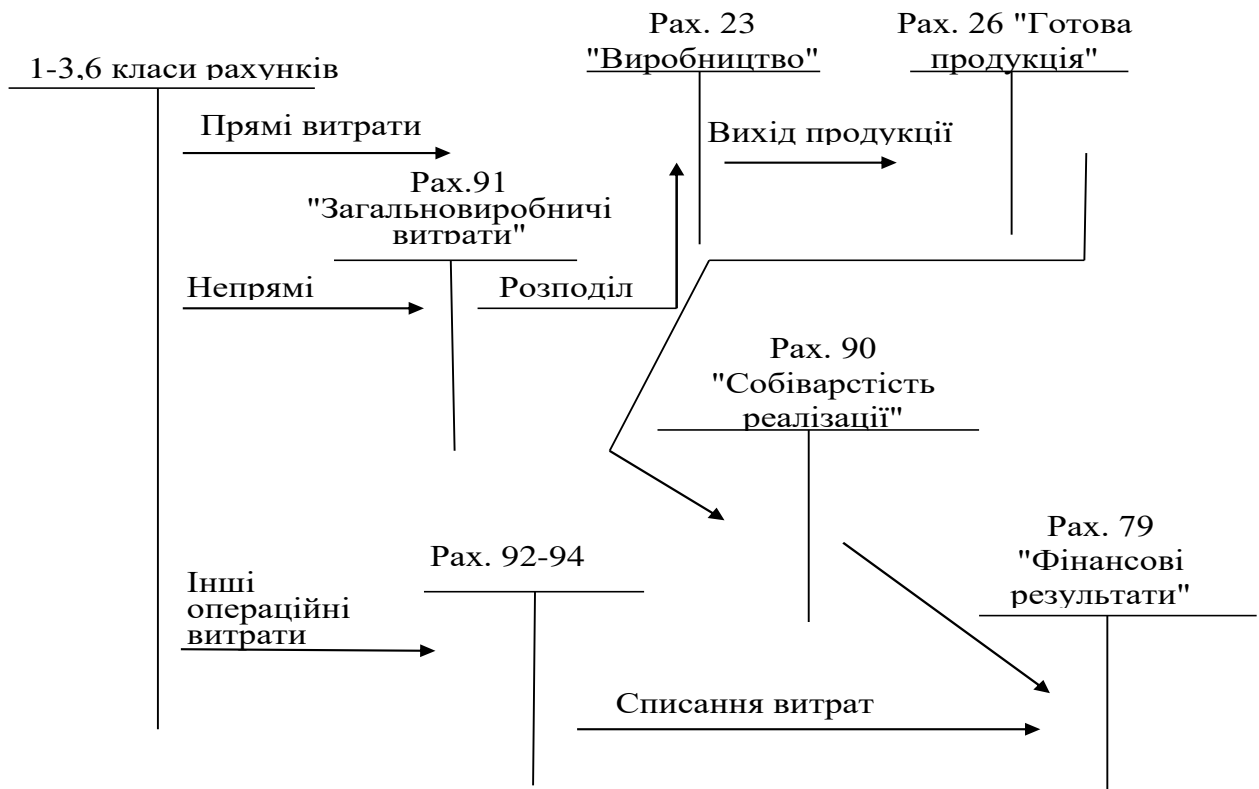 Рах. 23
"Виробництво"
Рах. 26 "Готова
продукція"
1-3,6 класи рахунків
Прямі витрати
Вихід продукції
Рах.91
"Загальновиробничі
витрати"
Непрямі
Розподіл
Рах. 90
"Собіварстість
реалізації"
Рах. 92-94
Рах. 79
"Фінансові
результати"
Інші
операційні
витрати
Списання витрат